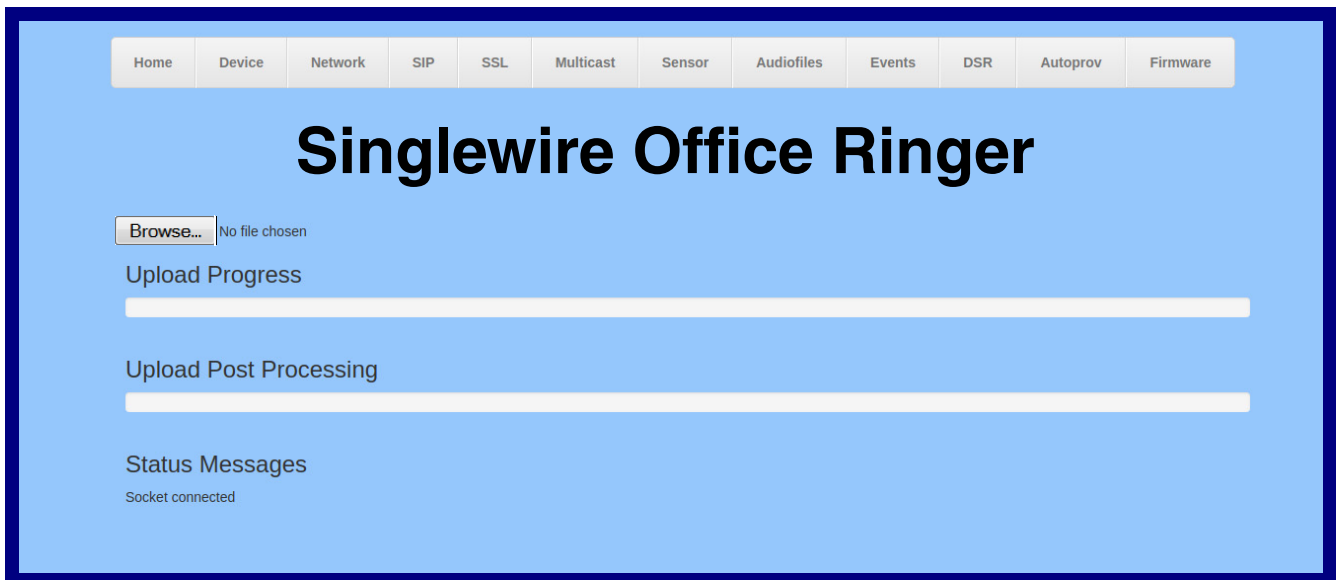 Home Device Network SIP SSL Multicast Sensor Audiofiles Events DSR Autoprov Firmware
Singlewire Office Ringer
Browse... No file chosen
Upload Progress
Upload Post Processing
Status Messages
Socket connected